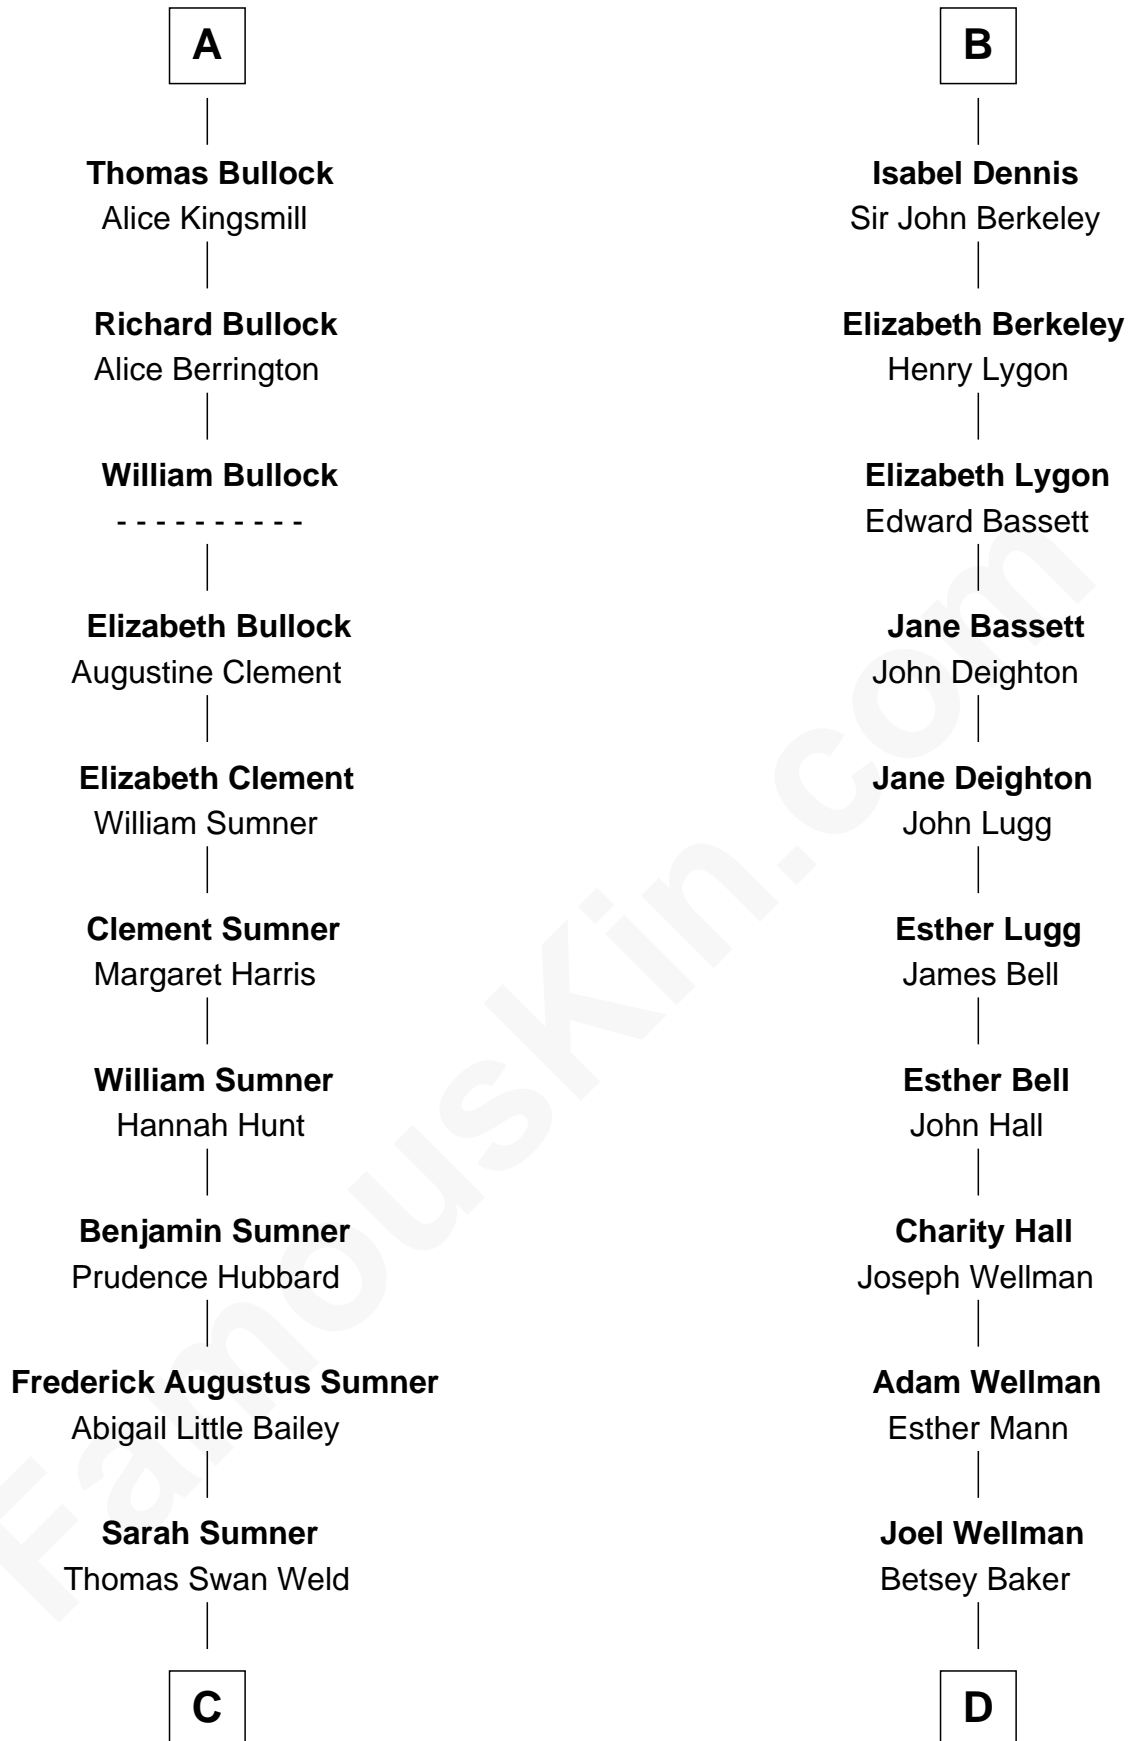 A
Thomas Bullock
Alice Kingsmill
Richard Bullock
Alice Berrington
William Bullock
- - - - - - - - - -
Elizabeth Bullock
Augustine Clement
Elizabeth Clement
William Sumner
Clement Sumner
Margaret Harris
William Sumner
Hannah Hunt
Benjamin Sumner
Prudence Hubbard
Frederick Augustus Sumner
Abigail Little Bailey
Sarah Sumner
Thomas Swan Weld
C
B
Isabel Dennis
Sir John Berkeley
Elizabeth Berkeley
Henry Lygon
Elizabeth Lygon
Edward Bassett
Jane Bassett
John Deighton
Jane Deighton
John Lugg
Esther Lugg
James Bell
Esther Bell
John Hall
Charity Hall
Joseph Wellman
Adam Wellman
Esther Mann
Joel Wellman
Betsey Baker
D
FamousKin.com